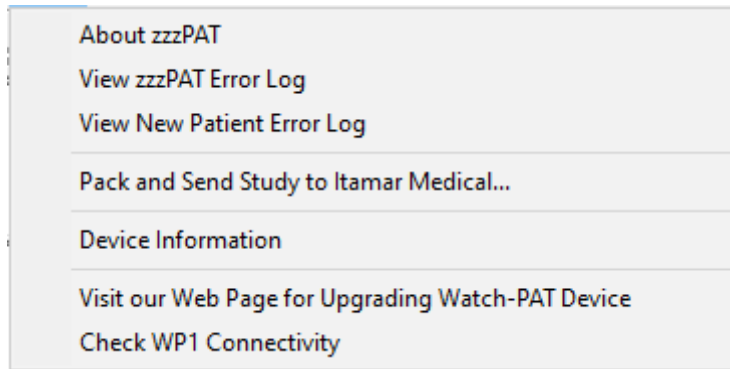 About zzzPAT
View zzzPAT Error Log
View New Patient Error Log
Pack and Send Study to Itamar Medical...
Device Information
Visit our Web Page for Upgrading Watch-PAT Device
Check WP1 Connectivity